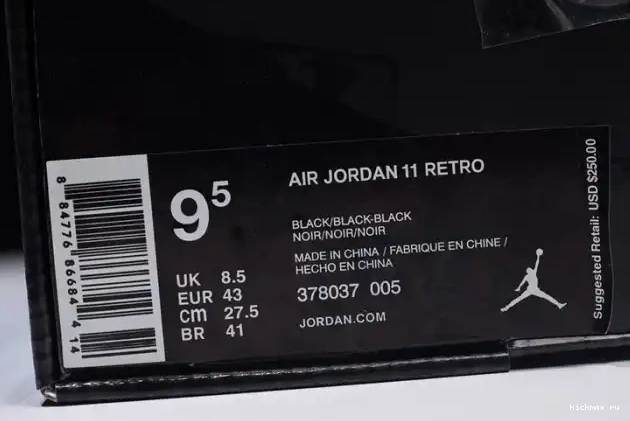 8 84776 86684 4 14
9⁵
UK 8.5
EUR 43
cm 27.5
BR 41
AIR JORDAN 11 RETRO
BLACK/BLACK-BLACK
NOIR/NOIR/NOIR
MADE IN CHINA / FABRIQUE EN CHINE /
HECHO EN CHINA
378037 005
JORDAN.COM
Suggested Retail: USD $250.00
kickmax.ru